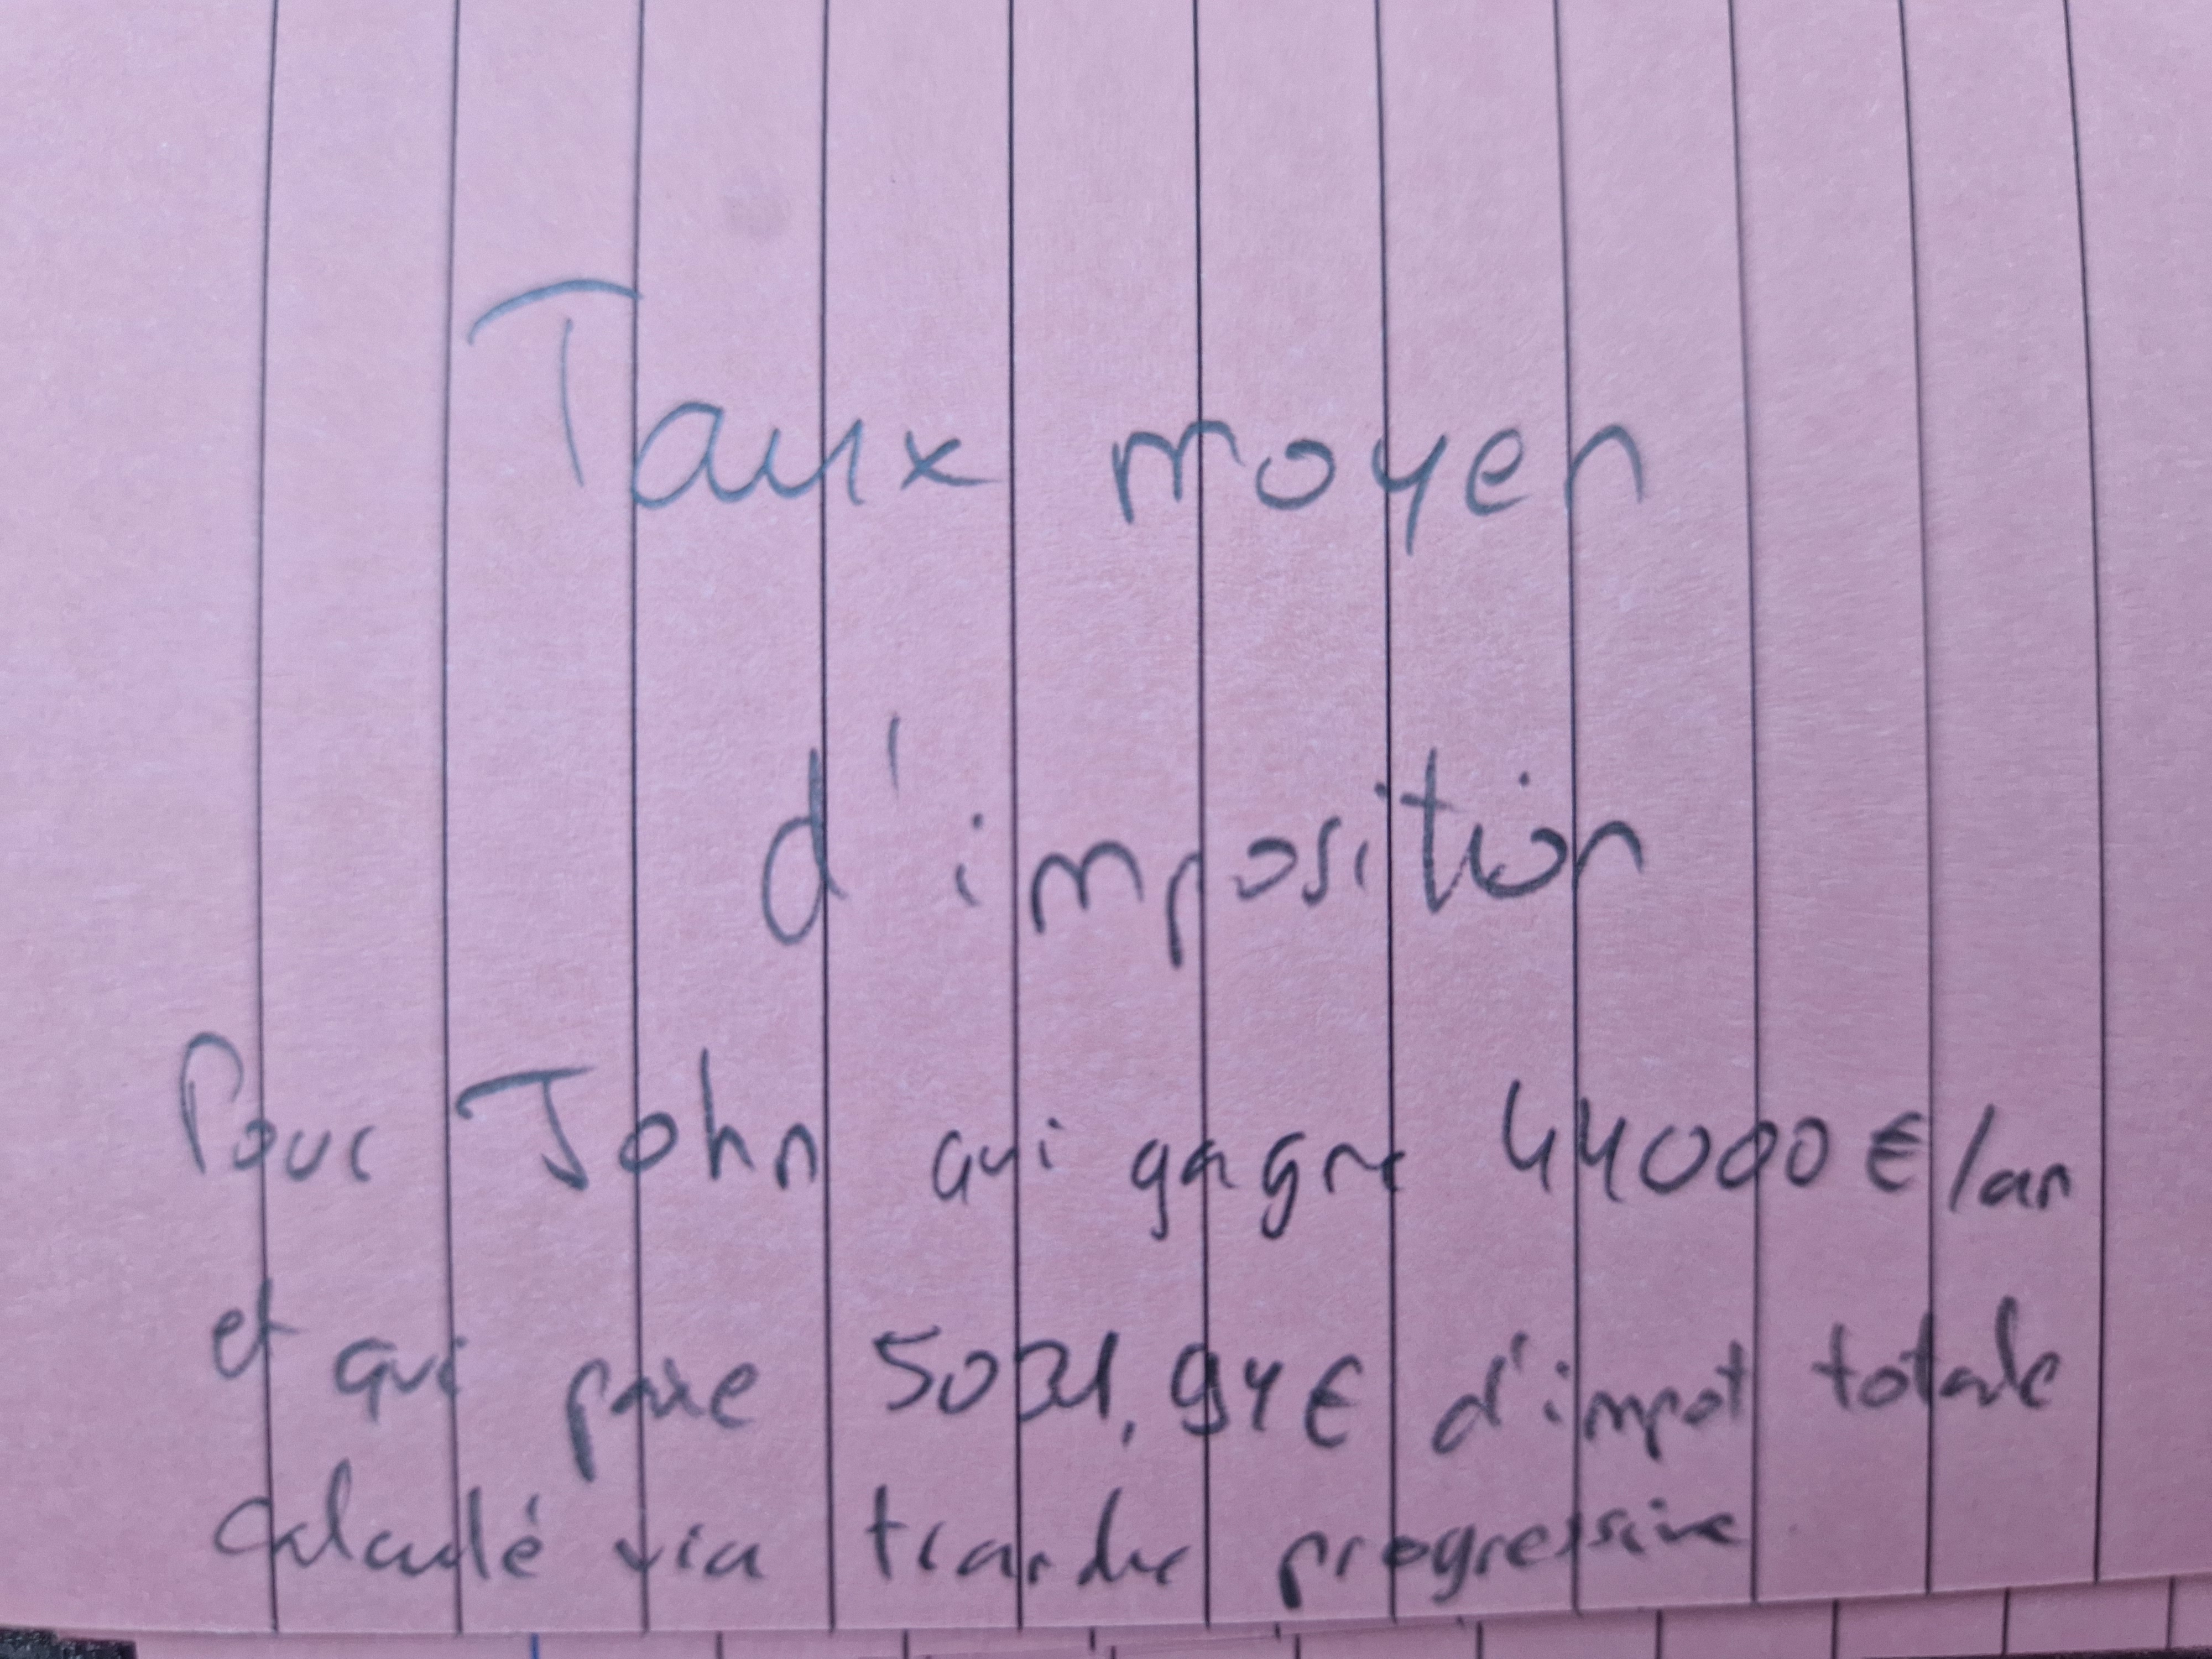 Taux moyen
d'imposition
Pour John qui gagne 44000 € /an
et qui paie 5031,94 € d'impot totale
calculé via tranche progressive